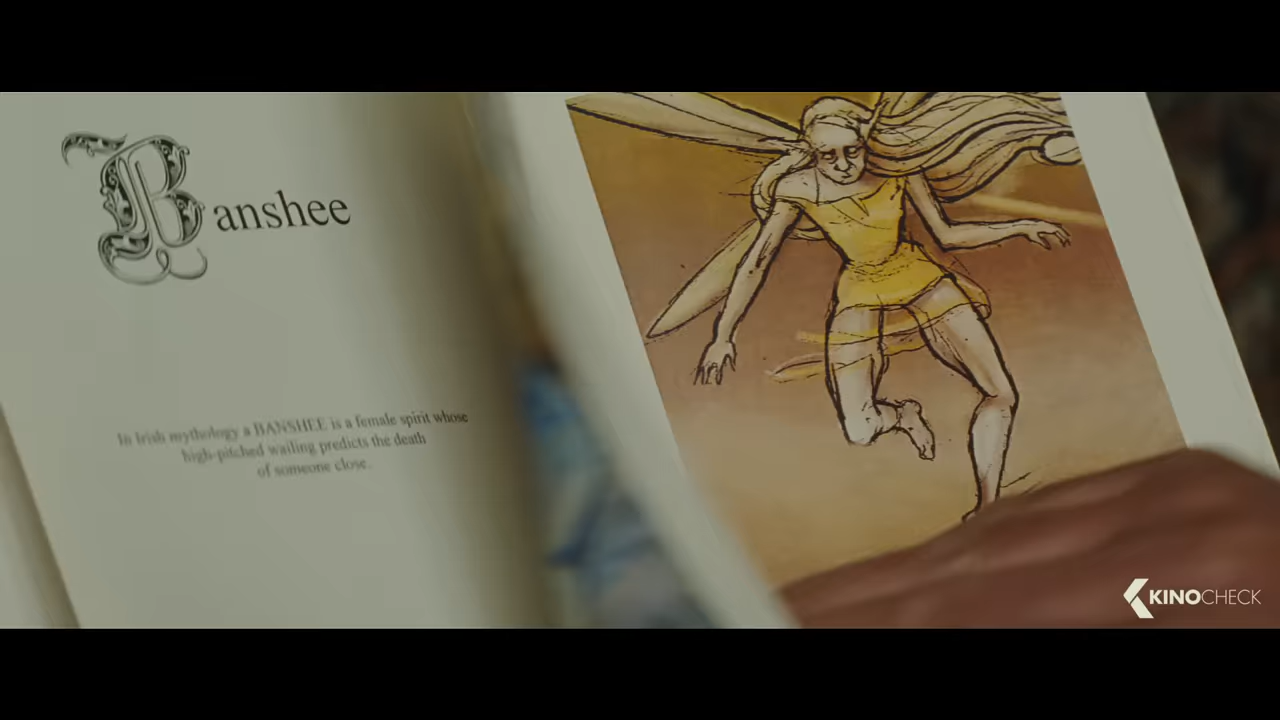 Banshee
In Irish mythology a BANSHEE is a female spirit whose
high-pitched wailing predicts the death
of someone close.
KINOCHECK